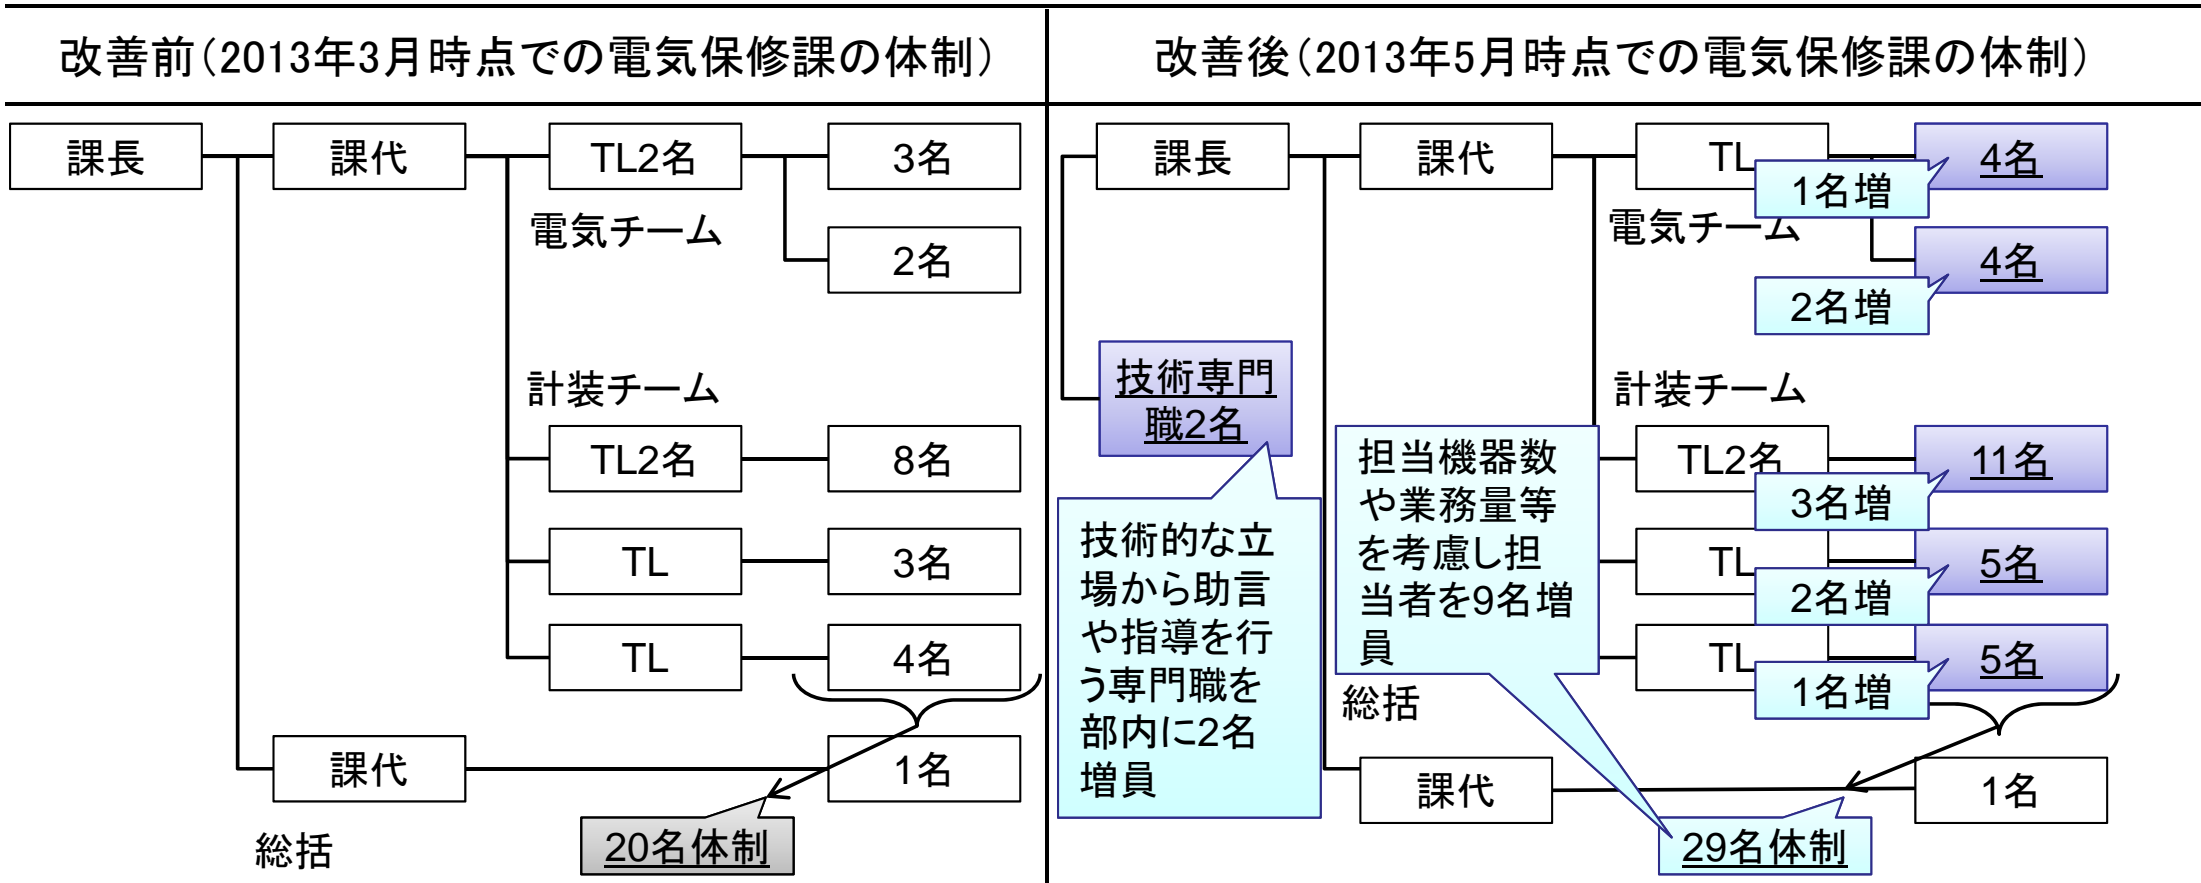 改善前(2013年3月時点での電気保修課の体制)
課長
課代
TL2名
3名
電気チーム
2名
計装チーム
TL2名
8名
TL
3名
TL
4名
課代
1名
総括
20名体制
改善後(2013年5月時点での電気保修課の体制)
課長
課代
TL
4名
1名増
電気チーム
4名
2名増
技術専門
職2名
計装チーム
TL2名
11名
3名増
TL
5名
2名増
TL
5名
1名増
技術的な立
場から助言
や指導を行
う専門職を
部内に2名
増員
担当機器数
や業務量等
を考慮し担
当者を9名増
員
総括
課代
1名
29名体制